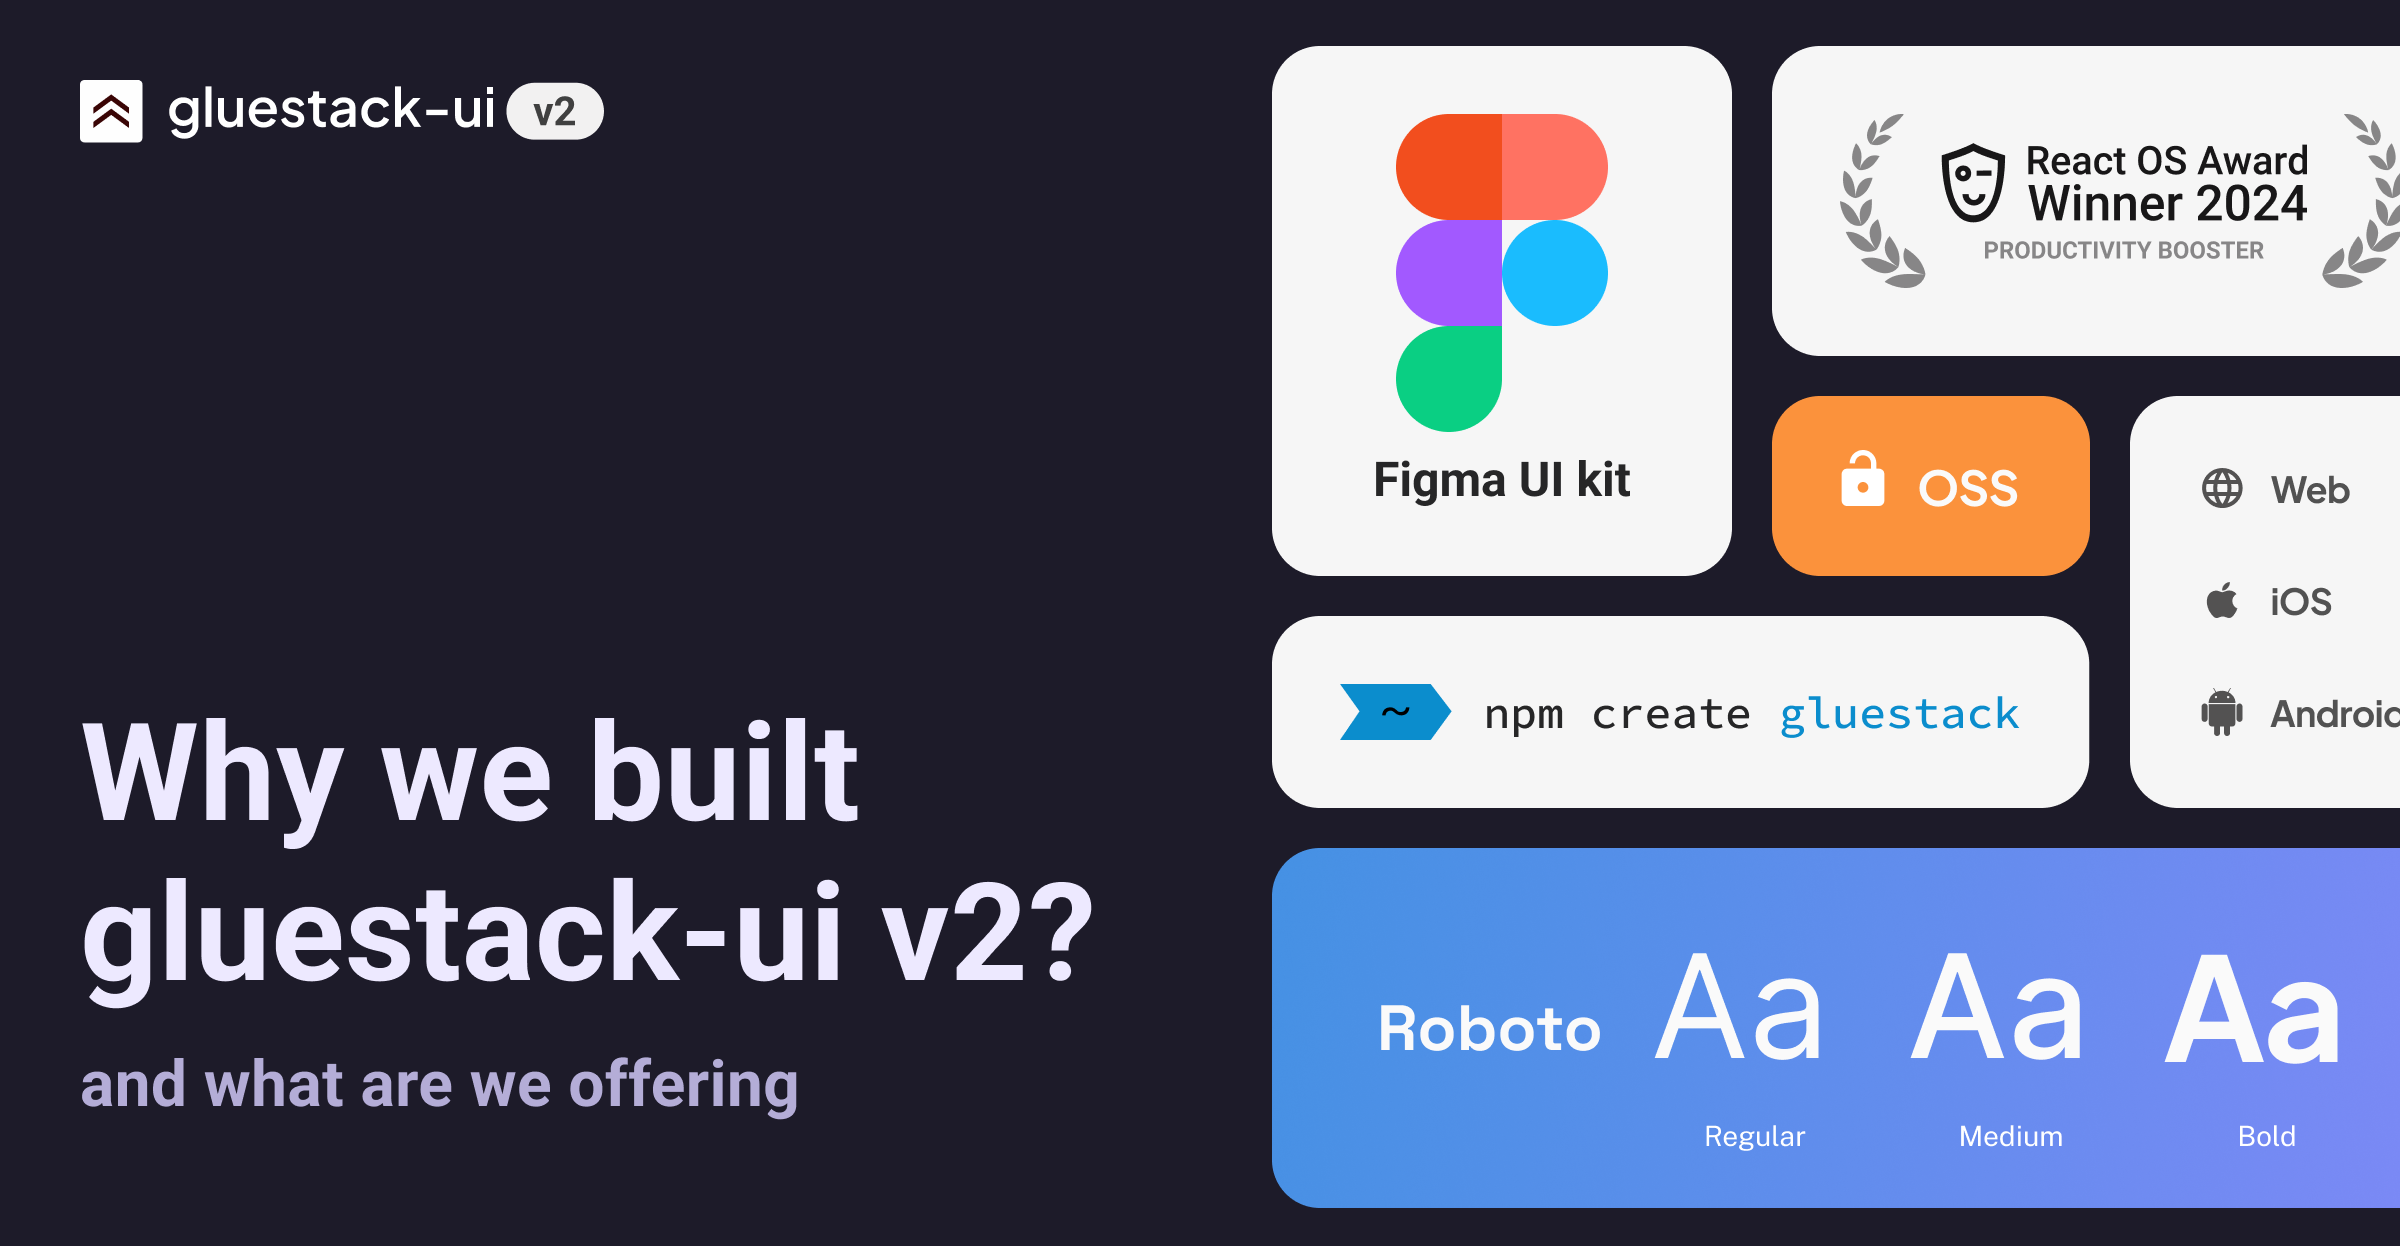 gluestack-ui v2
Why we built
gluestack-ui v2?
and what are we offering
Figma UI kit
React OS Award
Winner 2024
PRODUCTIVITY BOOSTER
OSS
Web
iOS
Android
~ npm create gluestack
Roboto
Aa Aa Aa
Regular Medium Bold